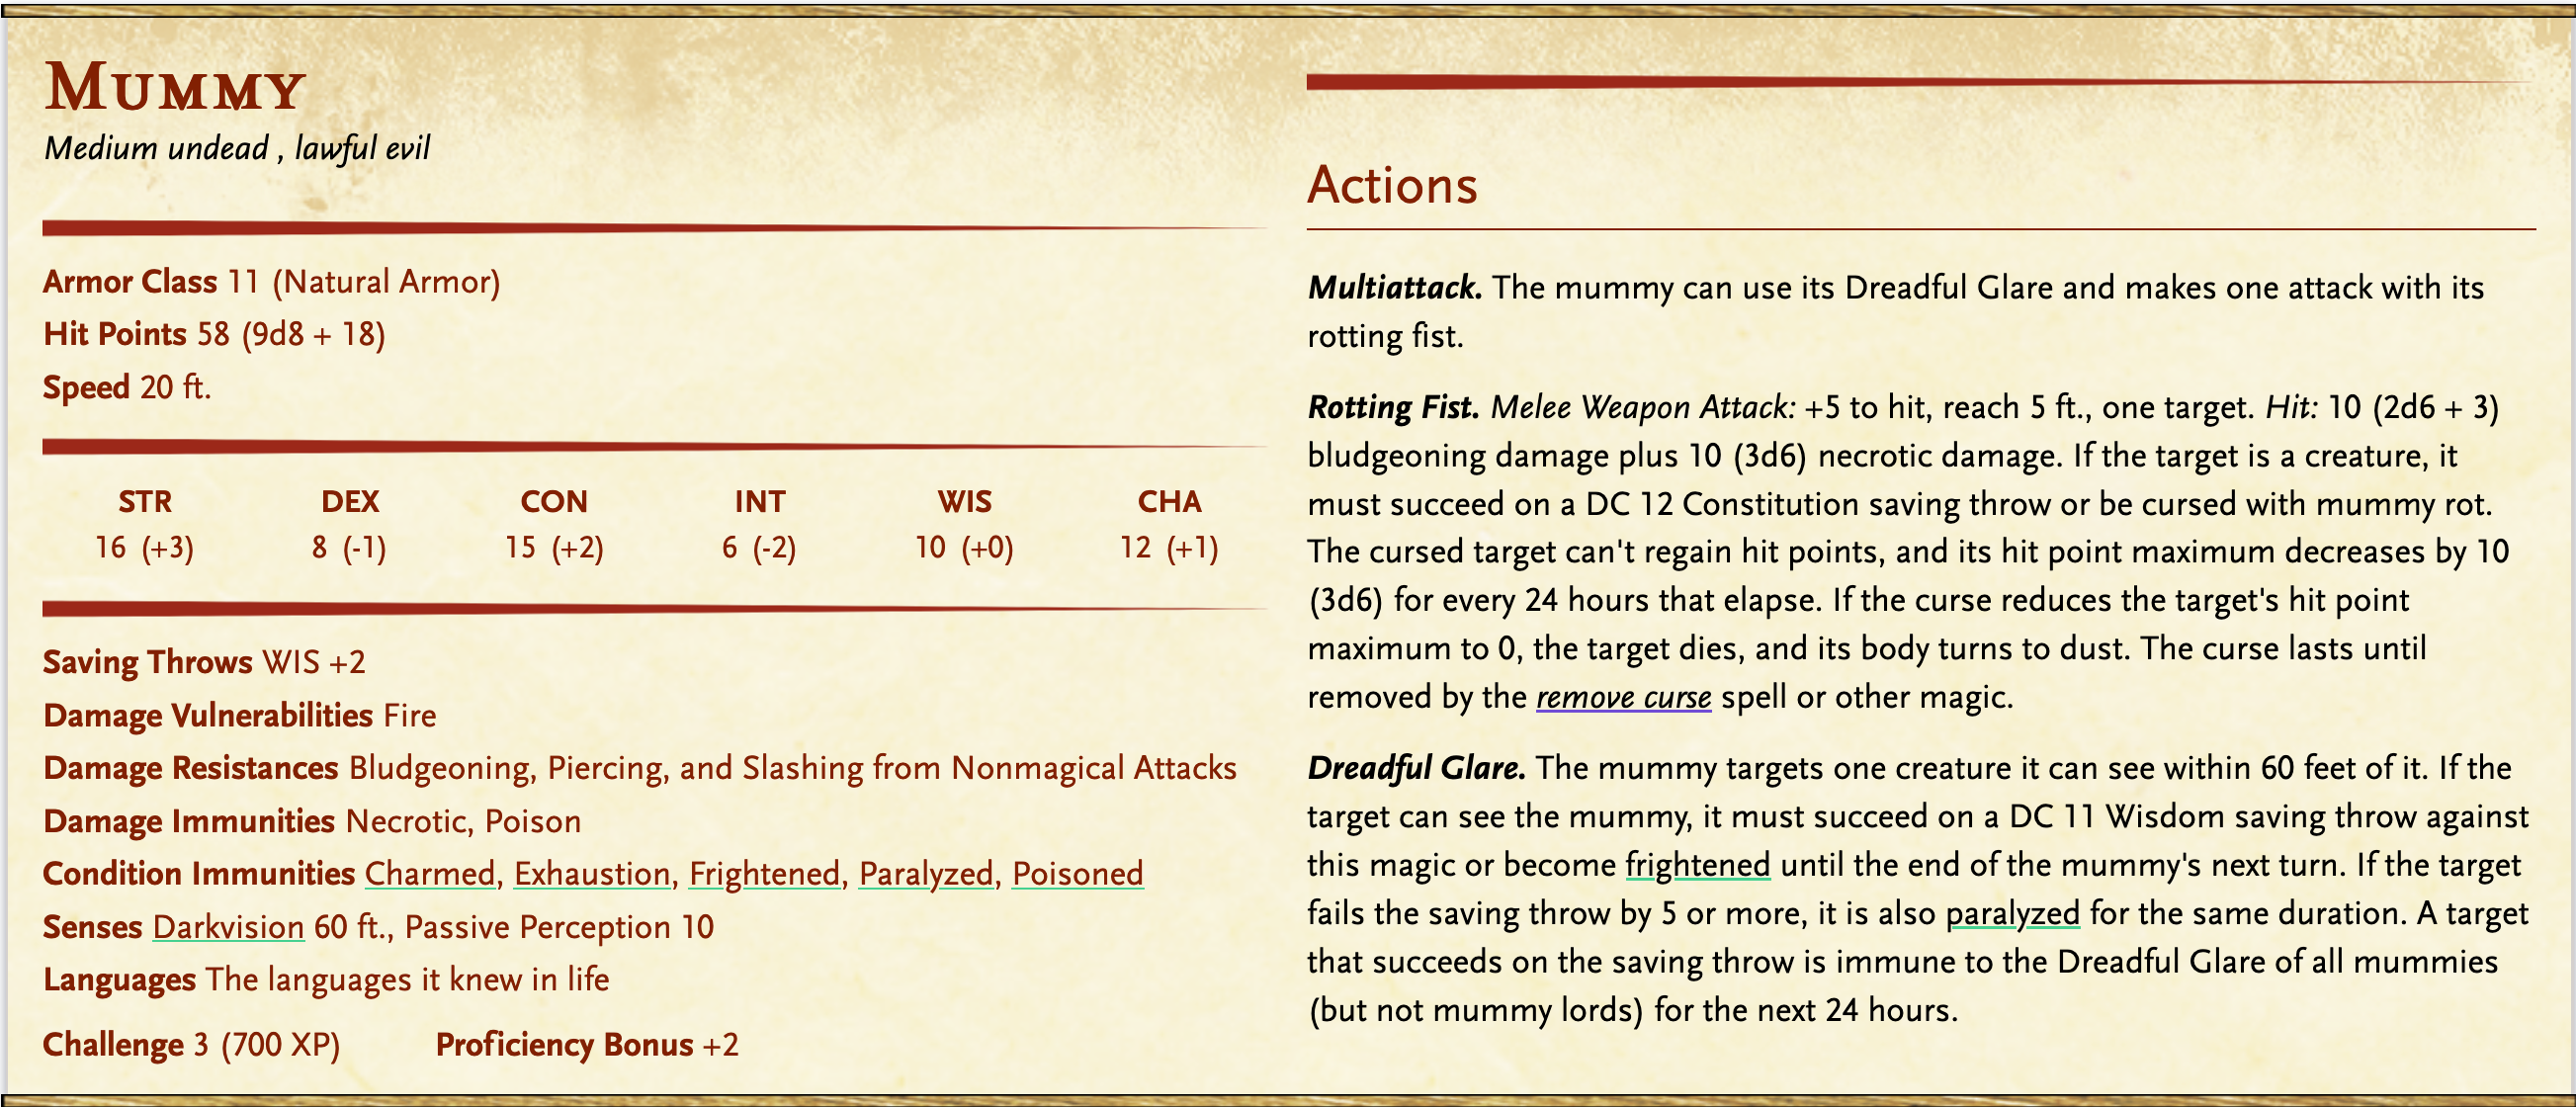 Mummy
Medium undead , lawful evil
Armor Class 11 (Natural Armor)
Hit Points 58 (9d8 + 18)
Speed 20 ft.
STR DEX CON INT WIS CHA
16 (+3) 8 (-1) 15 (+2) 6 (-2) 10 (+0) 12 (+1)
Saving Throws WIS +2
Damage Vulnerabilities Fire
Damage Resistances Bludgeoning, Piercing, and Slashing from Nonmagical Attacks
Damage Immunities Necrotic, Poison
Condition Immunities Charmed, Exhaustion, Frightened, Paralyzed, Poisoned
Senses Darkvision 60 ft., Passive Perception 10
Languages The languages it knew in life
Challenge 3 (700 XP) Proficiency Bonus +2
Actions
Multiattack. The mummy can use its Dreadful Glare and makes one attack with its
rotting fist.
Rotting Fist. Melee Weapon Attack: +5 to hit, reach 5 ft., one target. Hit: 10 (2d6 + 3)
bludgeoning damage plus 10 (3d6) necrotic damage. If the target is a creature, it
must succeed on a DC 12 Constitution saving throw or be cursed with mummy rot.
The cursed target can't regain hit points, and its hit point maximum decreases by 10
(3d6) for every 24 hours that elapse. If the curse reduces the target's hit point
maximum to 0, the target dies, and its body turns to dust. The curse lasts until
removed by the remove curse spell or other magic.
Dreadful Glare. The mummy targets one creature it can see within 60 feet of it. If the
target can see the mummy, it must succeed on a DC 11 Wisdom saving throw against
this magic or become frightened until the end of the mummy's next turn. If the target
fails the saving throw by 5 or more, it is also paralyzed for the same duration. A target
that succeeds on the saving throw is immune to the Dreadful Glare of all mummies
(but not mummy lords) for the next 24 hours.